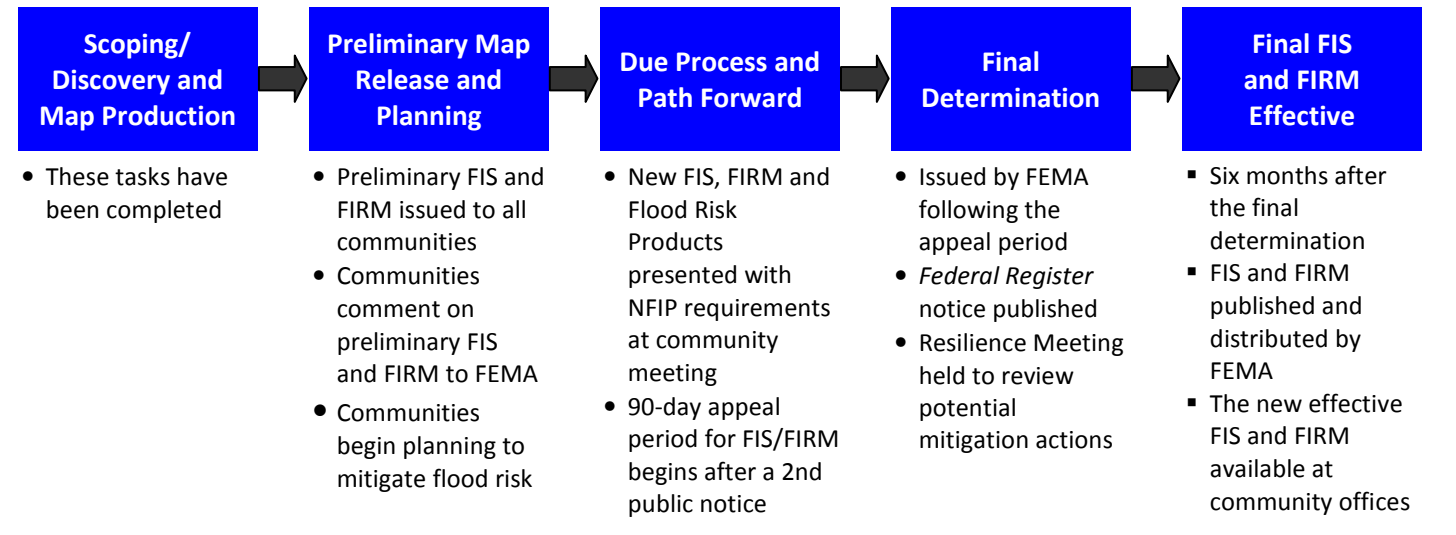 Scoping/
Discovery and
Map Production
• These tasks have
been completed
Preliminary Map
Release and
Planning
• Preliminary FIS and
FIRM issued to all
communities
• Communities
comment on
preliminary FIS
and FIRM to FEMA
• Communities
begin planning to
mitigate flood risk
Due Process and
Path Forward
• New FIS, FIRM and
Flood Risk
Products
presented with
NFIP requirements
at community
meeting
• 90-day appeal
period for FIS/FIRM
begins after a 2nd
public notice
Final
Determination
• Issued by FEMA
following the
appeal period
• Federal Register
notice published
• Resilience Meeting
held to review
potential
mitigation actions
Final FIS
and FIRM
Effective
▪ Six months after
the final
determination
▪ FIS and FIRM
published and
distributed by
FEMA
▪ The new effective
FIS and FIRM
available at
community offices